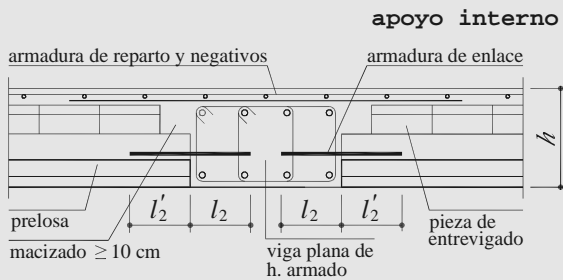 apoyo interno
armadura de reparto y negativos
armadura de enlace
h
l'₂
l₂
l₂
l'₂
prelosa
macizado ≥ 10 cm
viga plana de
h. armado
pieza de
entrevigado